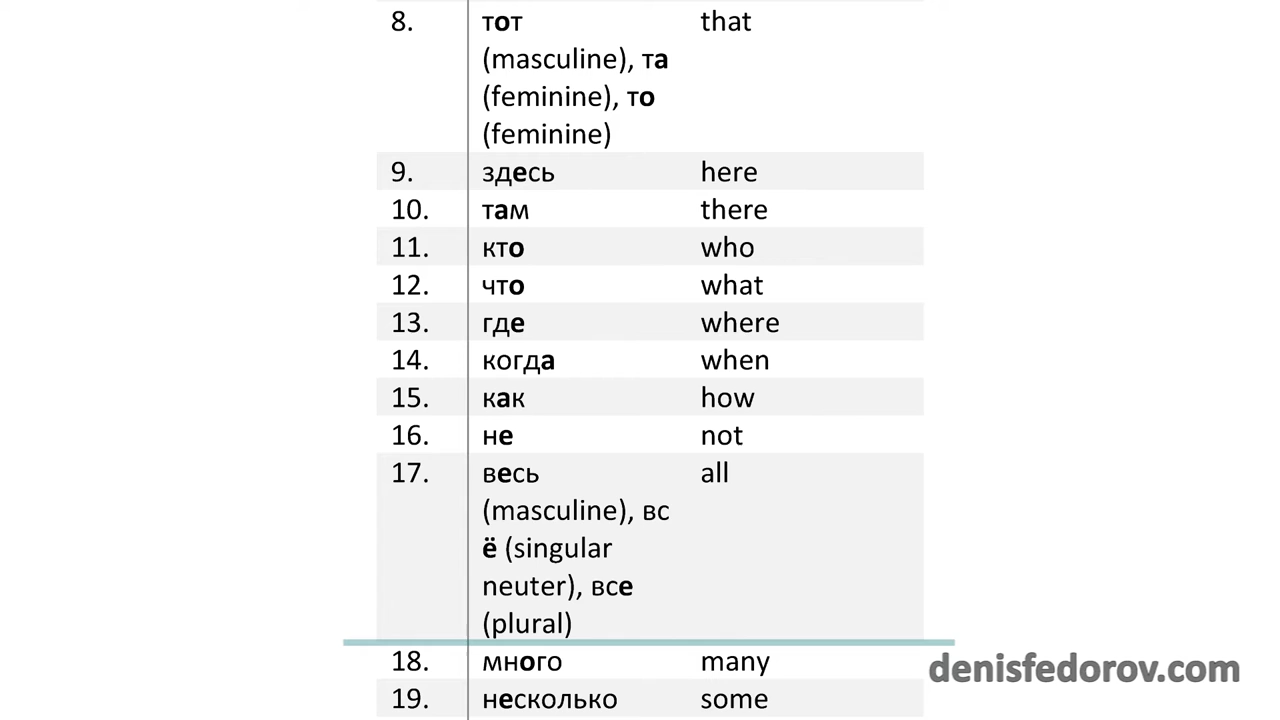 8. тот that
(masculine), та
(feminine), то
(feminine)
9. здесь here
10. там there
11. кто who
12. что what
13. где where
14. когда when
15. как how
16. не not
17. весь all
(masculine), вс
ё (singular
neuter), все
(plural)
18. много many
19. несколько some
denisfedorov.com